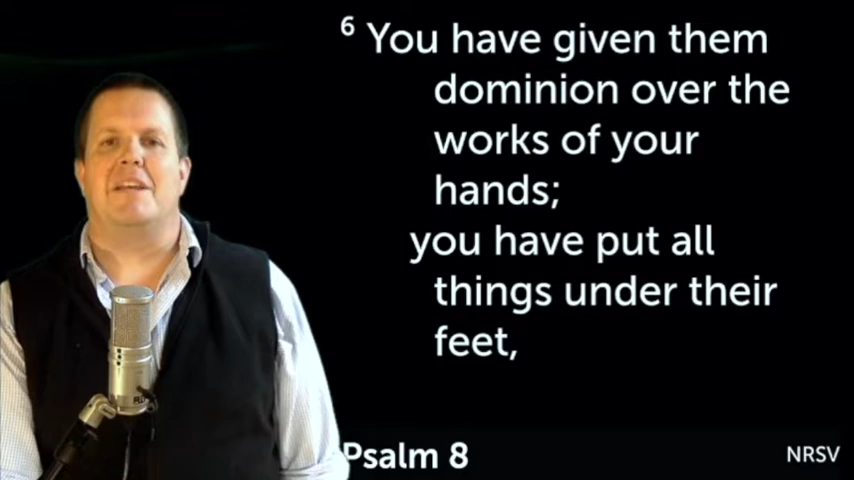 6 You have given them
dominion over the
works of your
hands;
you have put all
things under their
feet,
Psalm 8
NRSV